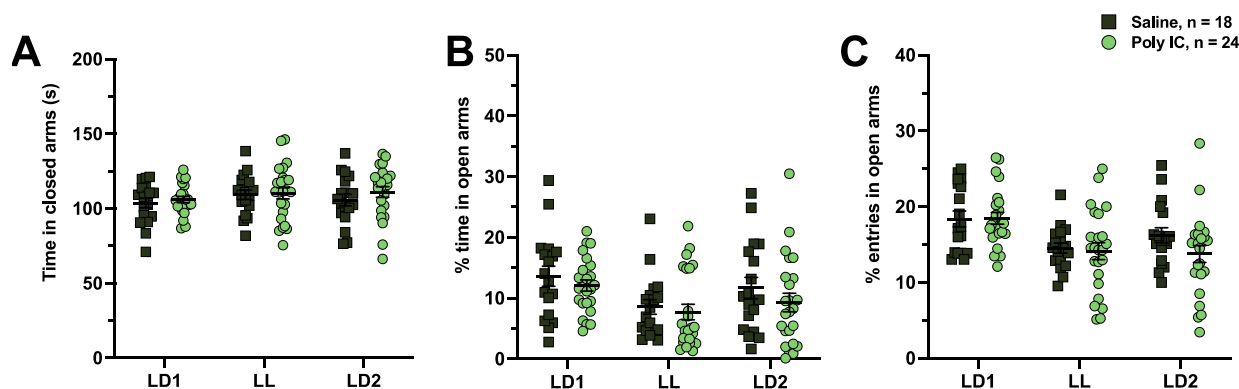 Saline, n = 18
Poly IC, n = 24
A
Time in closed arms (s)
200
150
100
50
0
LD1 LL LD2
B
% time in open arms
50
40
30
20
10
0
LD1 LL LD2
C
% entries in open arms
40
30
20
10
0
LD1 LL LD2